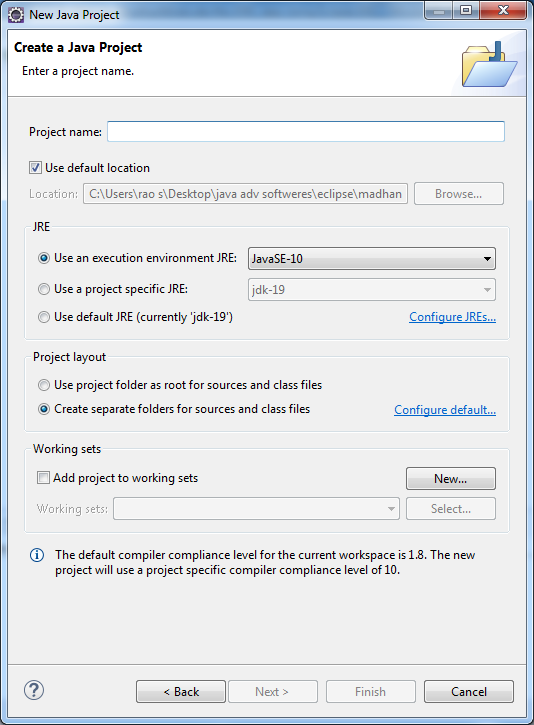 New Java Project
Create a Java Project
Enter a project name.
Project name:
Use default location
Location: C:\Users\rao s\Desktop\java adv softweres\eclipse\madhan Browse...
JRE
Use an execution environment JRE: JavaSE-10
Use a project specific JRE: jdk-19
Use default JRE (currently 'jdk-19') Configure JREs...
Project layout
Use project folder as root for sources and class files
Create separate folders for sources and class files Configure default...
Working sets
Add project to working sets New...
Working sets: Select...
The default compiler compliance level for the current workspace is 1.8. The new
project will use a project specific compiler compliance level of 10.
? < Back Next > Finish Cancel